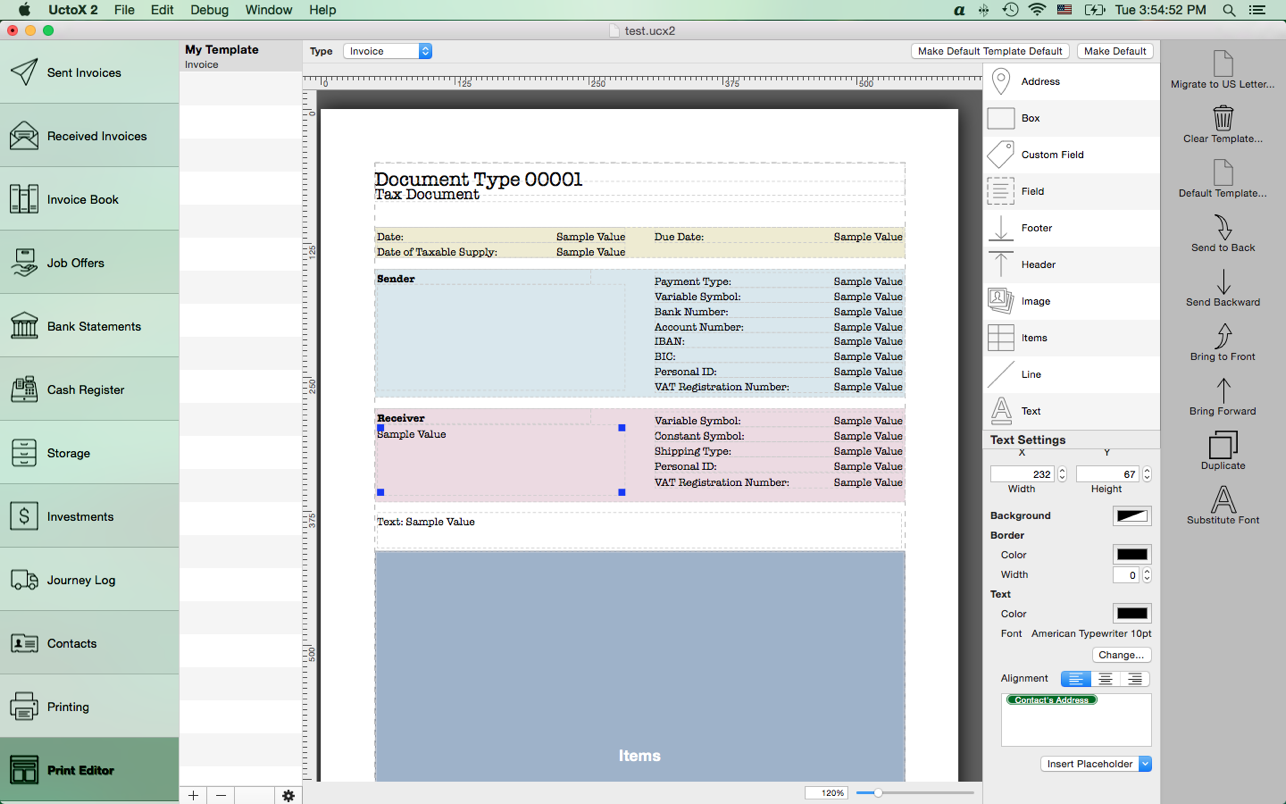 UctoX 2 File Edit Debug Window Help Tue 3:54:52 PM
test.ucx2
Sent Invoices
Received Invoices
Invoice Book
Job Offers
Bank Statements
Cash Register
Storage
Investments
Journey Log
Contacts
Printing
Print Editor
My Template
Invoice
Type Invoice Make Default Template Default Make Default
0 125 250 375 500
0
125
250
375
500
Document Type 00001
Tax Document
Date: Sample Value Due Date: Sample Value
Date of Taxable Supply: Sample Value
Sender
Payment Type: Sample Value
Variable Symbol: Sample Value
Bank Number: Sample Value
Account Number: Sample Value
IBAN: Sample Value
BIC: Sample Value
Personal ID: Sample Value
VAT Registration Number: Sample Value
Receiver
Sample Value
Variable Symbol: Sample Value
Constant Symbol: Sample Value
Shipping Type: Sample Value
Personal ID: Sample Value
VAT Registration Number: Sample Value
Text: Sample Value
Items
120%
Address
Box
Custom Field
Field
Footer
Header
Image
Items
Line
Text
Text Settings
X Y
232 67
Width Height
Background
Border
Color
Width 0
Text
Color
Font American Typewriter 10pt
Change...
Alignment
Contact's Address
Insert Placeholder
Migrate to US Letter...
Clear Template...
Default Template...
Send to Back
Send Backward
Bring to Front
Bring Forward
Duplicate
Substitute Font